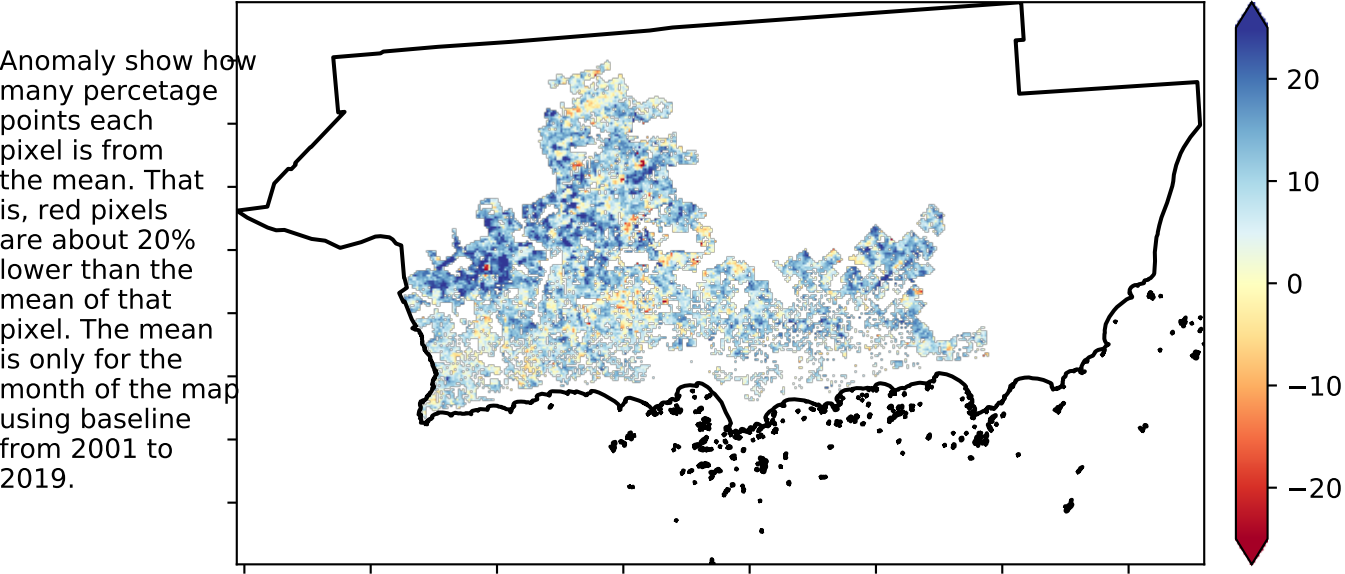 Anomaly show how
many percetage
points each
pixel is from
the mean. That
is, red pixels
are about 20%
lower than the
mean of that
pixel. The mean
is only for the
month of the map
using baseline
from 2001 to
2019.
20
10
0
−10
−20